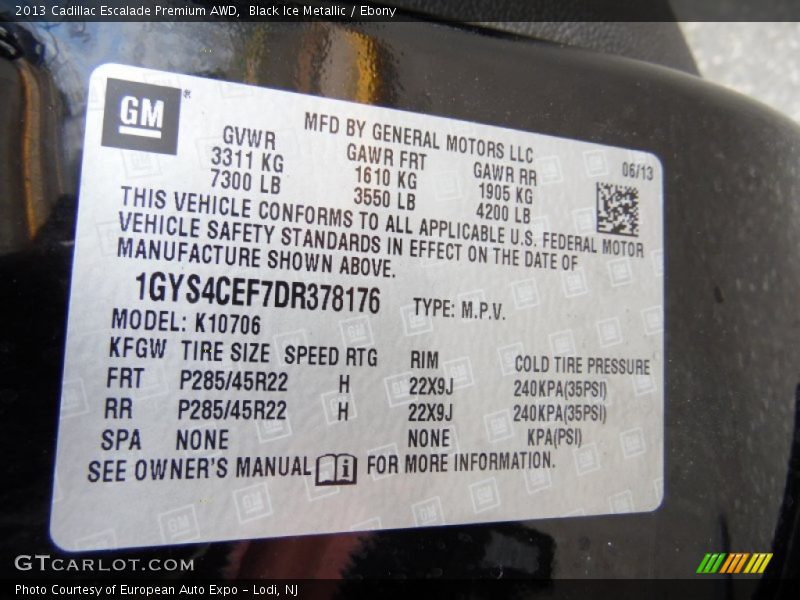 2013 Cadillac Escalade Premium AWD,  Black Ice Metallic / Ebony
GM®
MFD BY GENERAL MOTORS LLC
GVWR GAWR FRT GAWR RR 06/13
3311 KG 1610 KG 1905 KG
7300 LB 3550 LB 4200 LB
THIS VEHICLE CONFORMS TO ALL APPLICABLE U.S. FEDERAL MOTOR
VEHICLE SAFETY STANDARDS IN EFFECT ON THE DATE OF
MANUFACTURE SHOWN ABOVE.
1GYS4CEF7DR378176 TYPE: M.P.V.
MODEL: K10706
KFGW TIRE SIZE SPEED RTG RIM COLD TIRE PRESSURE
FRT P285/45R22 H 22X9J 240KPA(35PSI)
RR P285/45R22 H 22X9J 240KPA(35PSI)
SPA NONE NONE KPA(PSI)
SEE OWNER'S MANUAL i FOR MORE INFORMATION.
GTCARLOT.COM
Photo Courtesy of European Auto Expo - Lodi, NJ